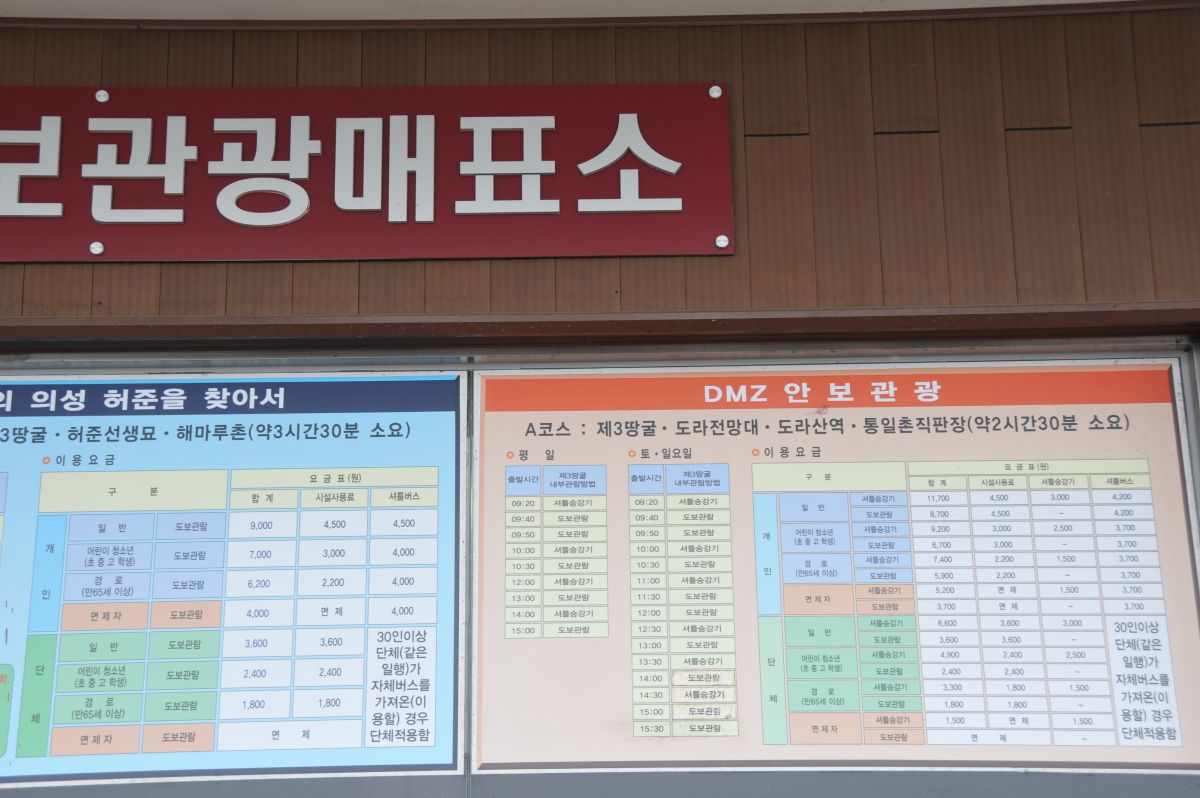 보관광매표소
의 의성 허준을 찾아서
3땅굴·허준선생묘·해마루촌(약3시간30분 소요)
이용요금
구 분 요 금 표 (원)
합 계 시설사용료 셔틀버스
개인
일 반 도보관람 9,000 4,500 4,500
어린이 청소년 (초 중 고 학생) 도보관람 7,000 3,000 4,000
경 로 (만65세 이상) 도보관람 6,200 2,200 4,000
면 제 자 도보관람 4,000 면 제 4,000
단체
일 반 도보관람 3,600 3,600
어린이 청소년 (초 중 고 학생) 도보관람 2,400 2,400
경 로 (만65세 이상) 도보관람 1,800 1,800
면 제 자 도보관람 면 제
30인이상
단체(같은
일행)가
자체버스를
가져온(이
용할) 경우
단체적용함
DMZ 안보관광
A코스 : 제3땅굴·도라전망대·도라산역·통일촌직판장(약2시간30분 소요)
평 일
출발시간 제3땅굴 내부관람방법
09:20 셔틀승강기
09:40 도보관람
09:50 도보관람
10:00 셔틀승강기
10:30 도보관람
12:00 셔틀승강기
13:00 도보관람
14:00 셔틀승강기
15:00 도보관람
토·일요일
출발시간 제3땅굴 내부관람방법
09:20 셔틀승강기
09:40 도보관람
09:50 도보관람
10:00 셔틀승강기
10:30 도보관람
11:00 셔틀승강기
11:30 도보관람
12:00 도보관람
12:30 셔틀승강기
13:00 도보관람
13:30 셔틀승강기
14:00 도보관람
14:30 셔틀승강기
15:00 도보관람
15:30 도보관람
이용요금
구 분 요 금 표 (원)
합 계 시설사용료 셔틀승강기 셔틀버스
개인
일 반 셔틀승강기 11,700 4,500 3,000 4,200
도보관람 8,700 4,500 – 4,200
어린이 청소년 (초 중 고 학생) 셔틀승강기 9,200 3,000 2,500 3,700
도보관람 6,700 3,000 – 3,700
경 로 (만65세 이상) 셔틀승강기 7,400 2,200 1,500 3,700
도보관람 5,900 2,200 – 3,700
면 제 자 셔틀승강기 5,200 면 제 1,500 3,700
도보관람 3,700 면 제 – 3,700
단체
일 반 셔틀승강기 6,600 3,600 3,000
도보관람 3,600 3,600 –
어린이 청소년 (초 중 고 학생) 셔틀승강기 4,900 2,400 2,500
도보관람 2,400 2,400 –
경 로 (만65세 이상) 셔틀승강기 3,300 1,800 1,500
도보관람 1,800 1,800 –
면 제 자 셔틀승강기 1,500 면 제 1,500
도보관람 면 제 –
30인이상
단체(같은
일행)가
자체버스를
가져온(이
용할) 경우
단체적용함